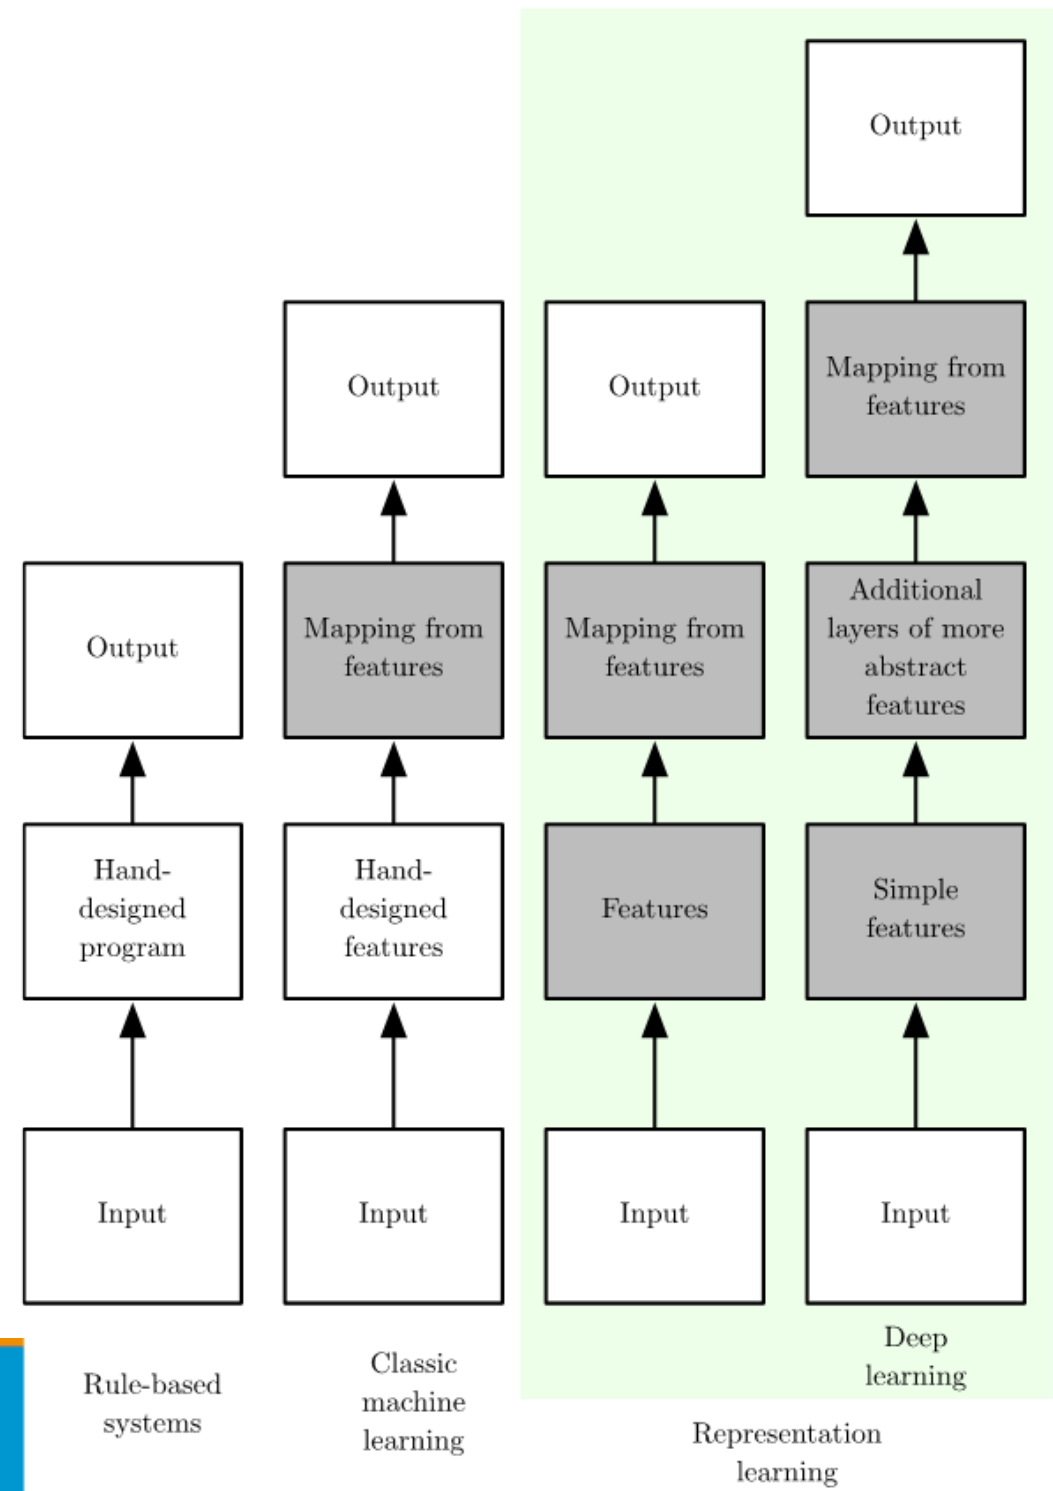 Output
Mapping from
features
Additional
layers of more
abstract
features
Simple
features
Input
Deep
learning
Output
Mapping from
features
Features
Input
Representation
learning
Output
Mapping from
features
Hand-
designed
features
Input
Classic
machine
learning
Output
Hand-
designed
program
Input
Rule-based
systems